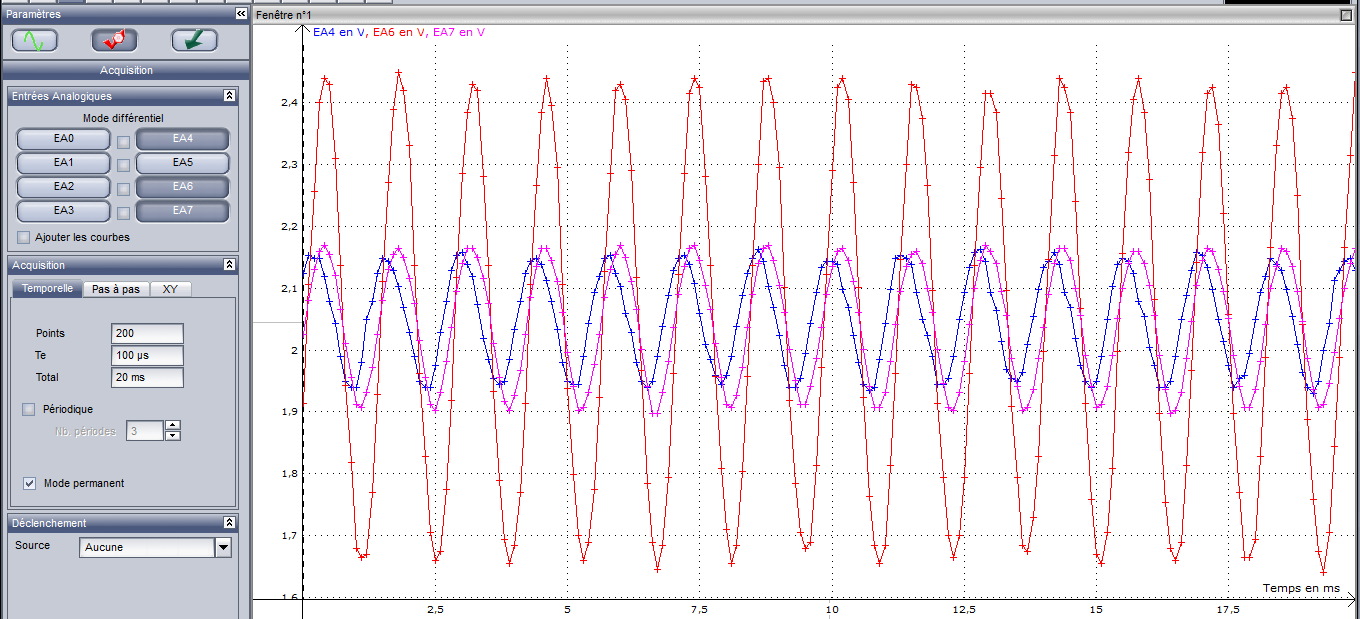 Paramètres
Acquisition
Entrées Analogiques
Mode différentiel
EA0 EA4
EA1 EA5
EA2 EA6
EA3 EA7
Ajouter les courbes
Acquisition
Temporelle Pas à pas XY
Points 200
Te 100 µs
Total 20 ms
Périodique
Nb. périodes 3
Mode permanent
Déclenchement
Source Aucune
Fenêtre n°1
EA4 en V, EA6 en V, EA7 en V
2,4
2,3
2,2
2,1
2
1,9
1,8
1,7
1,6
Temps en ms
2,5 5 7,5 10 12,5 15 17,5